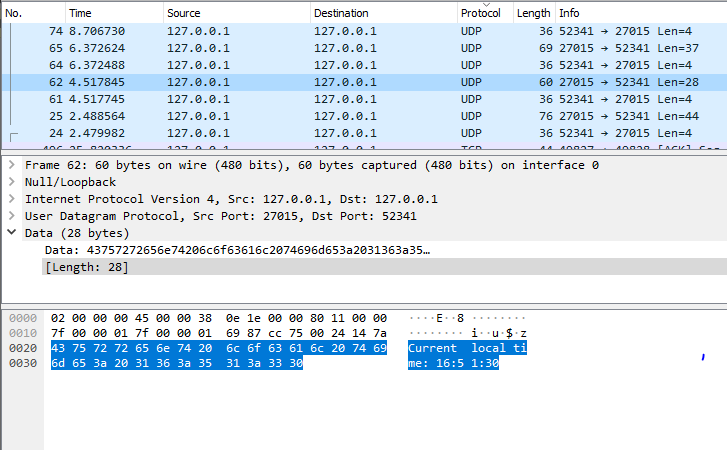 No. Time Source Destination Protocol Length Info
74 8.706730 127.0.0.1 127.0.0.1 UDP 36 52341 → 27015 Len=4
65 6.372624 127.0.0.1 127.0.0.1 UDP 69 52341 → 27015 Len=37
64 6.372488 127.0.0.1 127.0.0.1 UDP 36 52341 → 27015 Len=4
62 4.517845 127.0.0.1 127.0.0.1 UDP 60 27015 → 52341 Len=28
61 4.517745 127.0.0.1 127.0.0.1 UDP 36 52341 → 27015 Len=4
25 2.488564 127.0.0.1 127.0.0.1 UDP 76 27015 → 52341 Len=44
24 2.479982 127.0.0.1 127.0.0.1 UDP 36 52341 → 27015 Len=4
Frame 62: 60 bytes on wire (480 bits), 60 bytes captured (480 bits) on interface 0
Null/Loopback
Internet Protocol Version 4, Src: 127.0.0.1, Dst: 127.0.0.1
User Datagram Protocol, Src Port: 27015, Dst Port: 52341
Data (28 bytes)
Data: 43757272656e74206c6f63616c2074696d653a2031363a35…
[Length: 28]
0000 02 00 00 00 45 00 00 38 0e 1e 00 00 80 11 00 00 ····E··8 ········
0010 7f 00 00 01 7f 00 00 01 69 87 cc 75 00 24 14 7a ········ i··u·$·z
0020 43 75 72 72 65 6e 74 20 6c 6f 63 61 6c 20 74 69 Current local ti
0030 6d 65 3a 20 31 36 3a 35 31 3a 33 30 me: 16:5 1:30